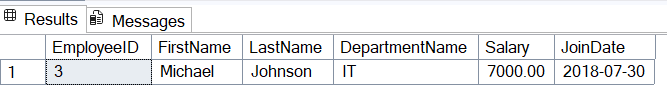 Results Messages
EmployeeID FirstName LastName DepartmentName Salary JoinDate
1 3 Michael Johnson IT 7000.00 2018-07-30